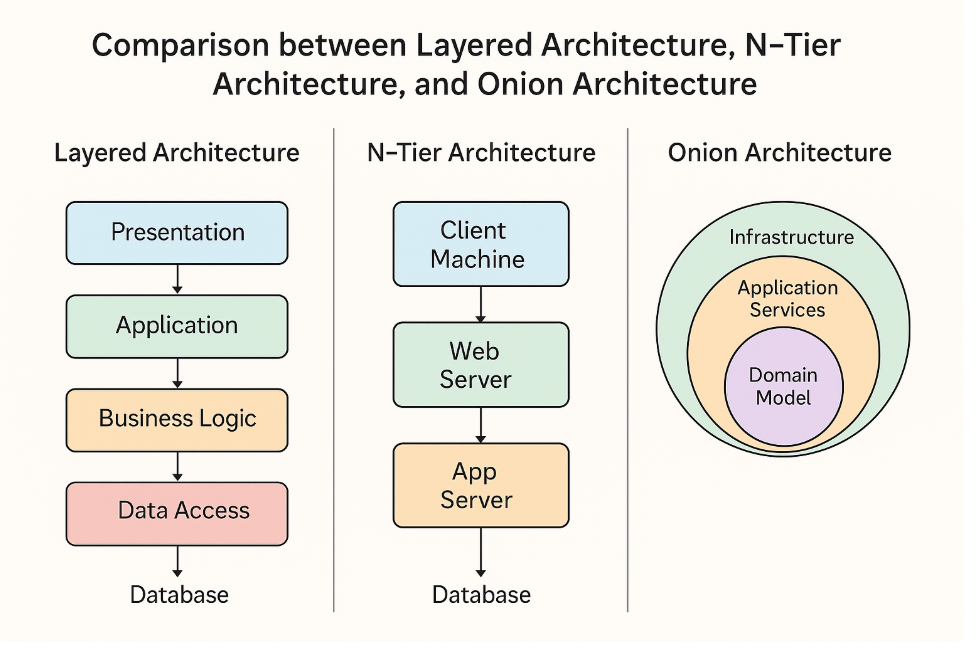 Comparison between Layered Architecture, N–Tier
Architecture, and Onion Architecture
Layered Architecture
Presentation
Application
Business Logic
Data Access
Database
N–Tier Architecture
Client
Machine
Web
Server
App
Server
Database
Onion Architecture
Infrastructure
Application
Services
Domain
Model